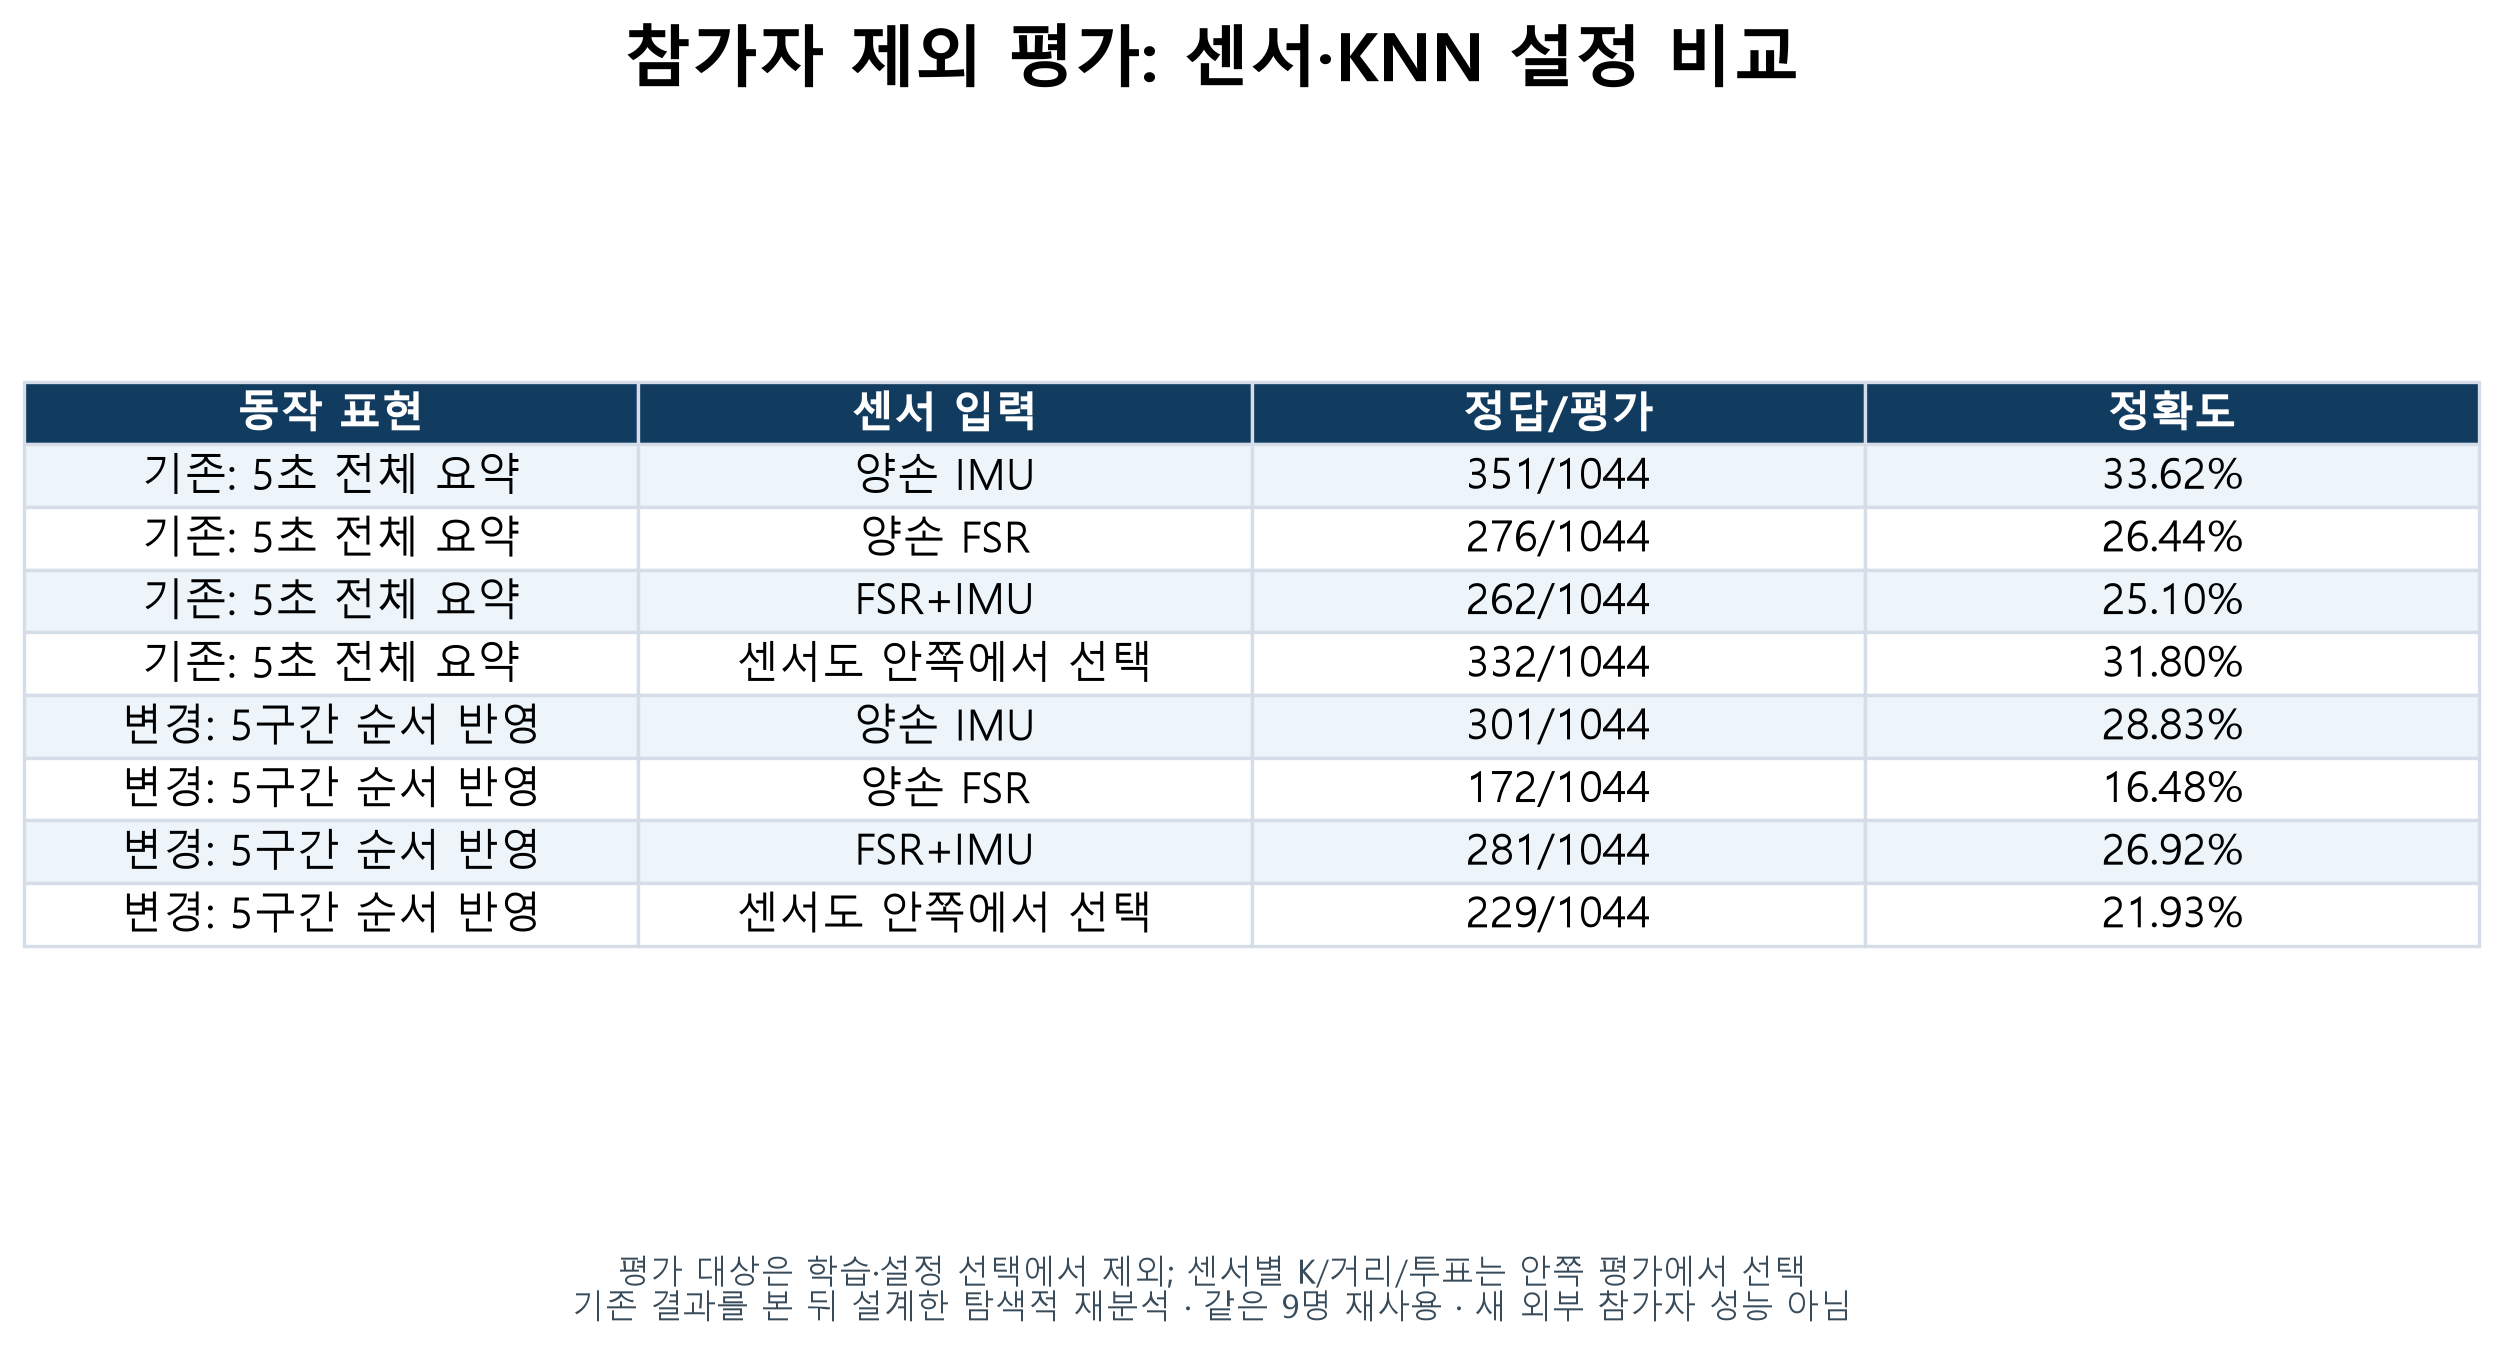 참가자 제외 평가: 센서·KNN 설정 비교
동작 표현 센서 입력 정답/평가 정확도
기존: 5초 전체 요약 양손 IMU 351/1044 33.62%
기존: 5초 전체 요약 양손 FSR 276/1044 26.44%
기존: 5초 전체 요약 FSR+IMU 262/1044 25.10%
기존: 5초 전체 요약 센서도 안쪽에서 선택 332/1044 31.80%
변경: 5구간 순서 반영 양손 IMU 301/1044 28.83%
변경: 5구간 순서 반영 양손 FSR 172/1044 16.48%
변경: 5구간 순서 반영 FSR+IMU 281/1044 26.92%
변경: 5구간 순서 반영 센서도 안쪽에서 선택 229/1044 21.93%
평가 대상은 학습·설정 선택에서 제외, 센서별 K/거리/투표는 안쪽 평가에서 선택
기존 결과를 본 뒤 설계한 탐색적 재분석·같은 9명 재사용·새 외부 참가자 성능 아님